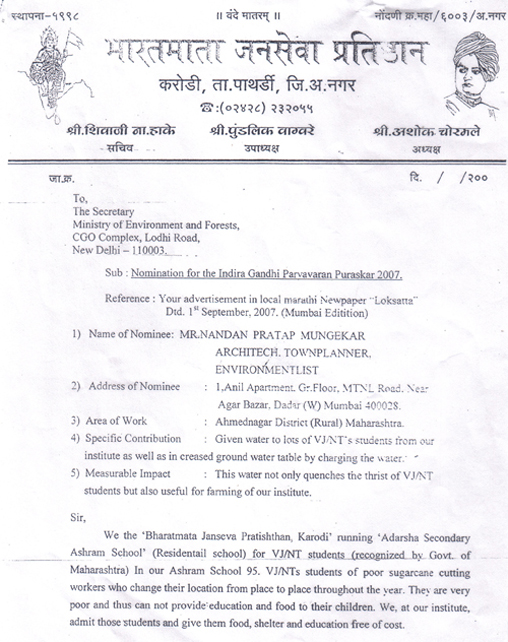 स्थापना-१९९८ ॥ वंदे मातरम् ॥ नोंदणी क्र.महा/६००३/अ.नगर
भारतमाता जनसेवा प्रतिष्ठान
करोडी, ता.पाथर्डी, जि.अ.नगर
☎:(०२४२८) २३२०५५
श्री.शिवाजी ना.हाके श्री.पुंडलिक वाग्वरे श्री.अशोक चोरमले
सचिव उपाध्यक्ष अध्यक्ष
जा.क्र. दि. / /२००
To,
The Secretary
Ministry of Environment and Forests,
CGO Complex, Lodhi Road,
New Delhi – 110003.
Sub : Nomination for the Indira Gandhi Parvavaran Puraskar 2007.
Reference : Your advertisement in local marathi Newpaper "Loksatta"
Dtd. 1st September, 2007. (Mumbai Editition)
1) Name of Nominee: MR.NANDAN PRATAP MUNGEKAR
ARCHITECH, TOWNPLANNER,
ENVIRONMENTLIST
2) Address of Nominee : 1,Anil Apartment, Gr.Floor, MTNL Road, Near
Agar Bazar, Dadar (W) Mumbai 400028.
3) Area of Work : Ahmednagar District (Rural) Maharashtra.
4) Specific Contribution : Given water to lots of VJ/NT's students from our
institute as well as in creased ground water tatble by charging the water.
5) Measurable Impact : This water not only quenches the thrist of VJ/NT
students but also useful for farming of our institute.
Sir,
We the 'Bharatmata Janseva Pratishthan, Karodi' running 'Adarsha Secondary
Ashram School' (Residentail school) for VJ/NT students (recognized by Govt. of
Maharashtra) In our Ashram School 95. VJ/NTs students of poor sugarcane cutting
workers who change their location from place to place throughout the year. They are very
poor and thus can not provide education and food to their children. We, at our institute,
admit those students and give them food, shelter and education free of cost.